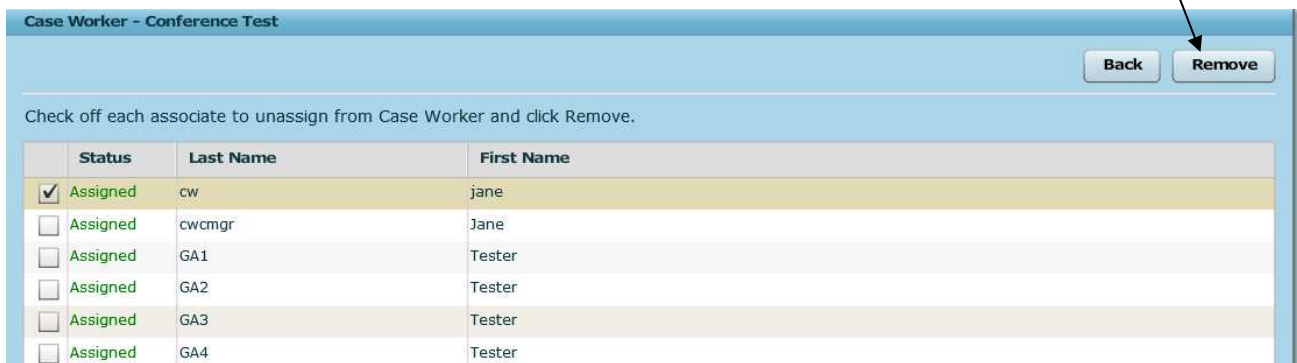 Case Worker - Conference Test
Back Remove
Check off each associate to unassign from Case Worker and click Remove.
Status Last Name First Name
Assigned cw jane
Assigned cwcmgr Jane
Assigned GA1 Tester
Assigned GA2 Tester
Assigned GA3 Tester
Assigned GA4 Tester